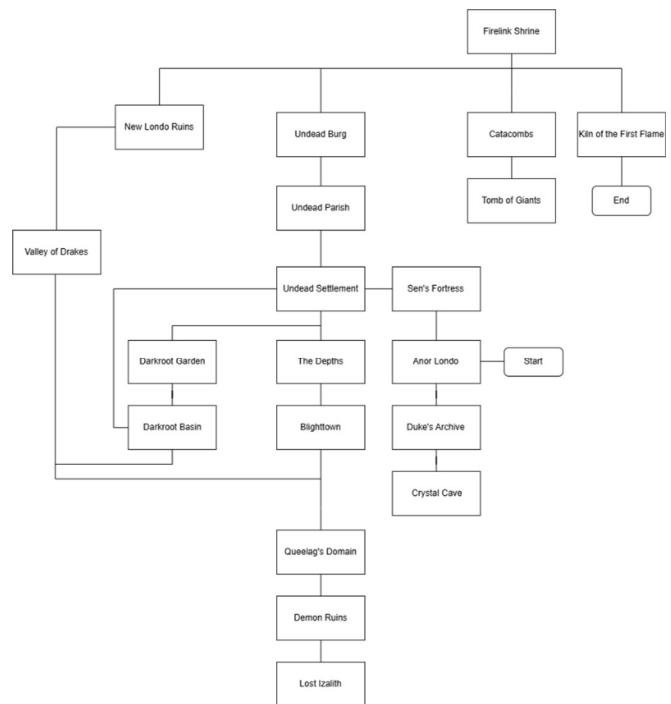 Firelink Shrine
New Londo Ruins
Undead Burg
Catacombs
Kiln of the First Flame
Undead Parish
Tomb of Giants
End
Valley of Drakes
Undead Settlement
Sen's Fortress
Darkroot Garden
The Depths
Anor Londo
Start
Darkroot Basin
Blighttown
Duke's Archive
Crystal Cave
Queelag's Domain
Demon Ruins
Lost Izalith